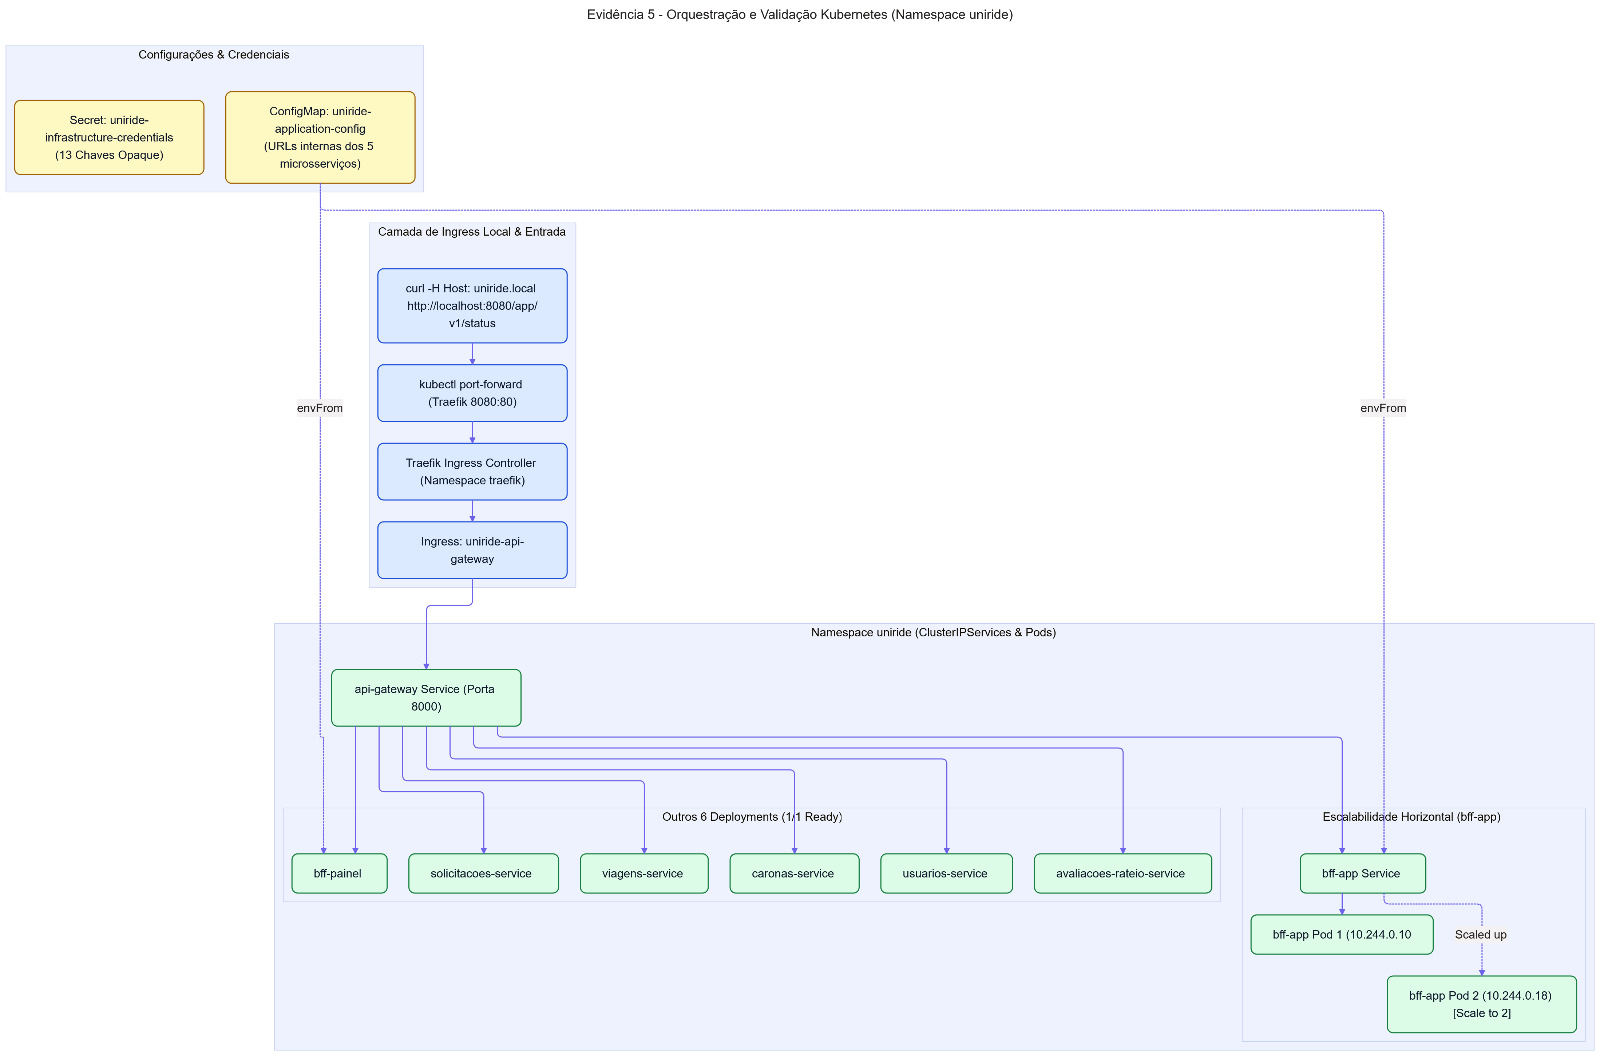 Evidência 5 - Orquestração e Validação Kubernetes (Namespace uniride)
Configurações & Credenciais
Secret: uniride-
infrastructure-credentials
(13 Chaves Opaque)
ConfigMap: uniride-
application-config
(URLs internas dos 5
microsserviços)
Camada de Ingress Local & Entrada
curl -H Host: uniride.local
http://localhost:8080/app/
v1/status
kubectl port-forward
(Traefik 8080:80)
Traefik Ingress Controller
(Namespace traefik)
Ingress: uniride-api-
gateway
envFrom
envFrom
Namespace uniride (ClusterIPServices & Pods)
api-gateway Service (Porta
8000)
Outros 6 Deployments (1/1 Ready)
bff-painel
solicitacoes-service
viagens-service
caronas-service
usuarios-service
avaliacoes-rateio-service
Escalabilidade Horizontal (bff-app)
bff-app Service
bff-app Pod 1 (10.244.0.10
Scaled up
bff-app Pod 2 (10.244.0.18)
[Scale to 2]